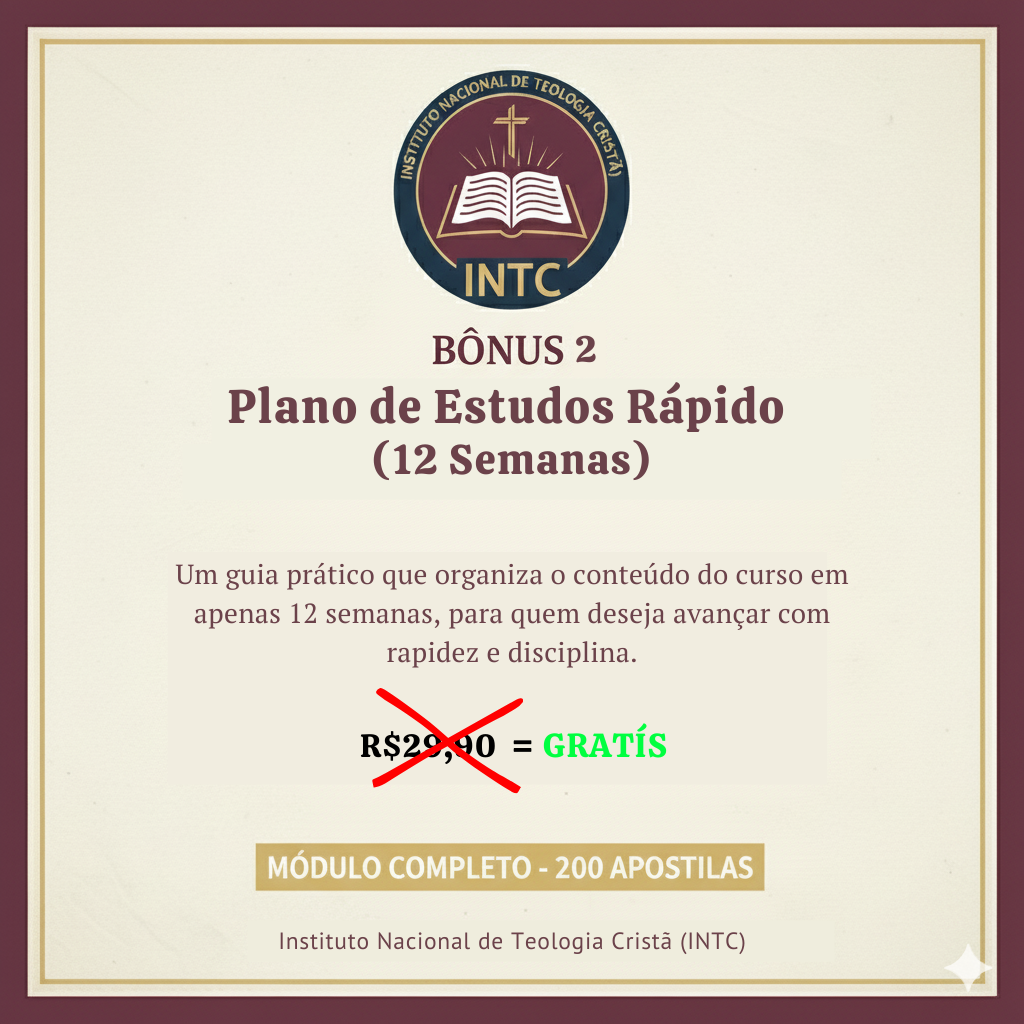 INSTITUTO NACIONAL DE TEOLOGIA CRISTÃ)
INTC
BÔNUS 2
Plano de Estudos Rápido
(12 Semanas)
Um guia prático que organiza o conteúdo do curso em
apenas 12 semanas, para quem deseja avançar com
rapidez e disciplina.
R$29,90 = GRATÍS
MÓDULO COMPLETO - 200 APOSTILAS
Instituto Nacional de Teologia Cristã (INTC)